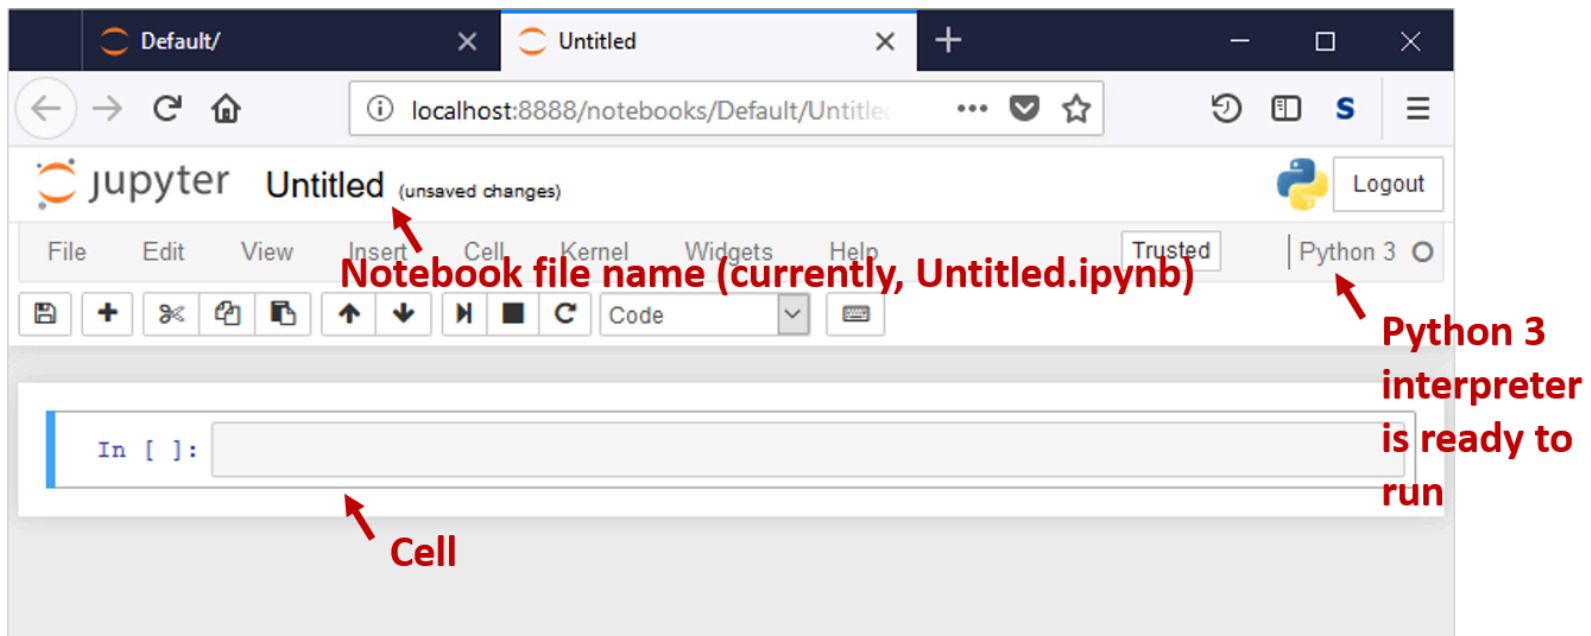 Default/ Untitled
localhost:8888/notebooks/Default/Untitled
S
jupyter Untitled (unsaved changes) Logout
File Edit View Insert Cell Kernel Widgets Help Trusted Python 3
Notebook file name (currently, Untitled.ipynb)
Code
Python 3
interpreter
is ready to
run
In [ ]:
Cell